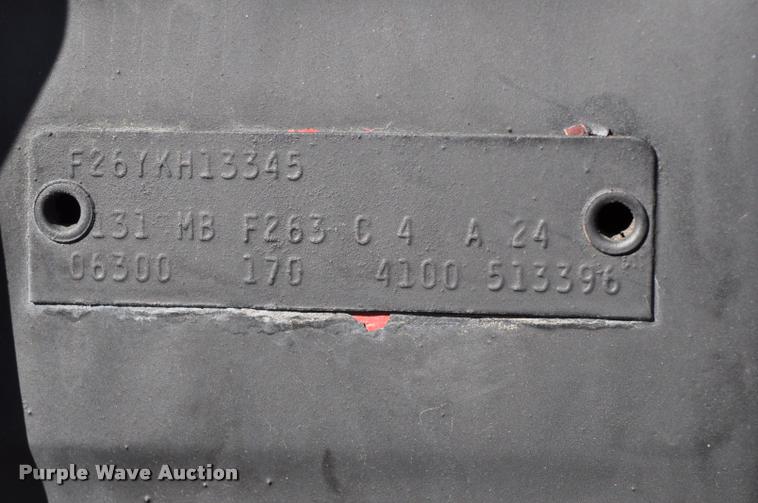 F26YKH13345
131 MB F263 C 4 A 24
06300 170 4100 513396
Purple Wave Auction